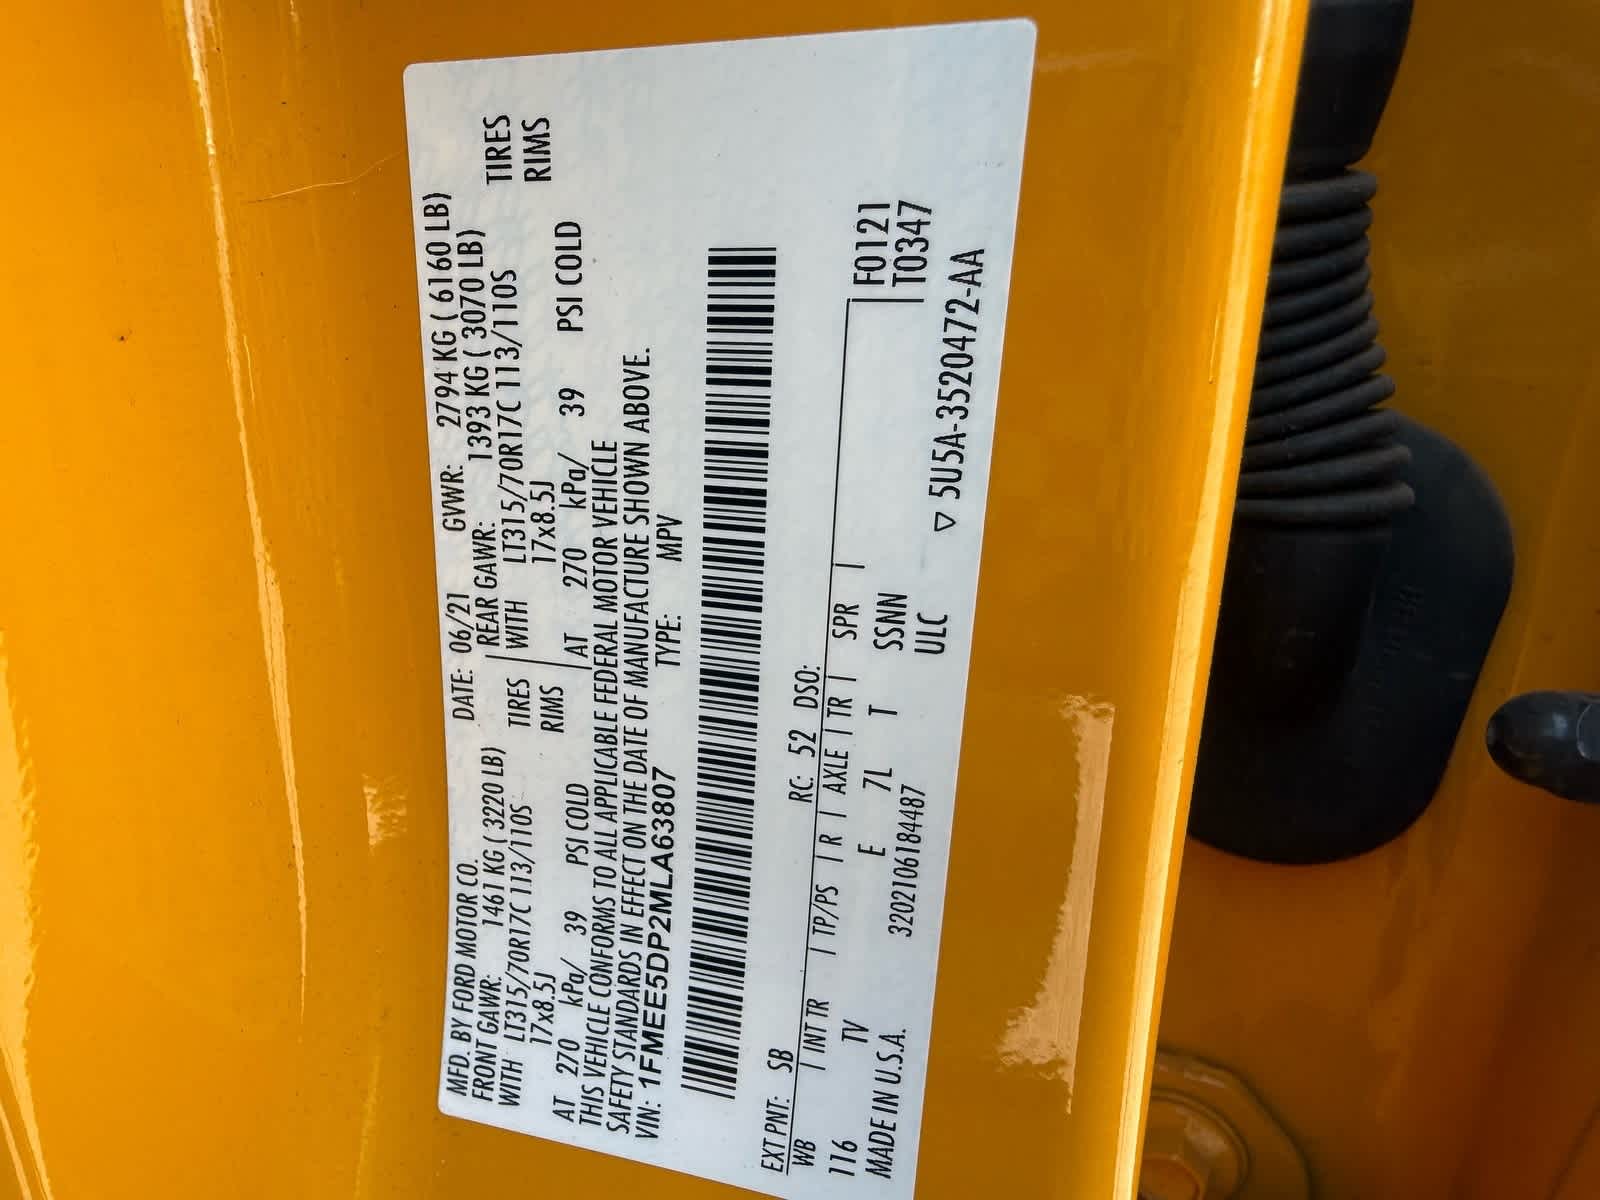 MFD. BY FORD MOTOR CO. DATE: 06/21 GVWR: 2794 KG ( 6160 LB)
FRONT GAWR: 1461 KG ( 3220 LB) REAR GAWR: 1393 KG ( 3070 LB)
WITH LT315/70R17C 113/110S TIRES WITH LT315/70R17C 113/110S TIRES
17x8.5J RIMS 17x8.5J RIMS
AT 270 kPa/ 39 PSI COLD AT 270 kPa/ 39 PSI COLD
THIS VEHICLE CONFORMS TO ALL APPLICABLE FEDERAL MOTOR VEHICLE
SAFETY STANDARDS IN EFFECT ON THE DATE OF MANUFACTURE SHOWN ABOVE.
VIN: 1FMEE5DP2MLA63807 TYPE: MPV
EXT PNT: SB RC: 52 DSO:
WB | INT TR | TP/PS | R | AXLE | TR | SPR | F0121
116 TV E 7L T SSNN T0347
MADE IN U.S.A. 320210618​4487 ULC
▽ 5U5A-3520472-AA